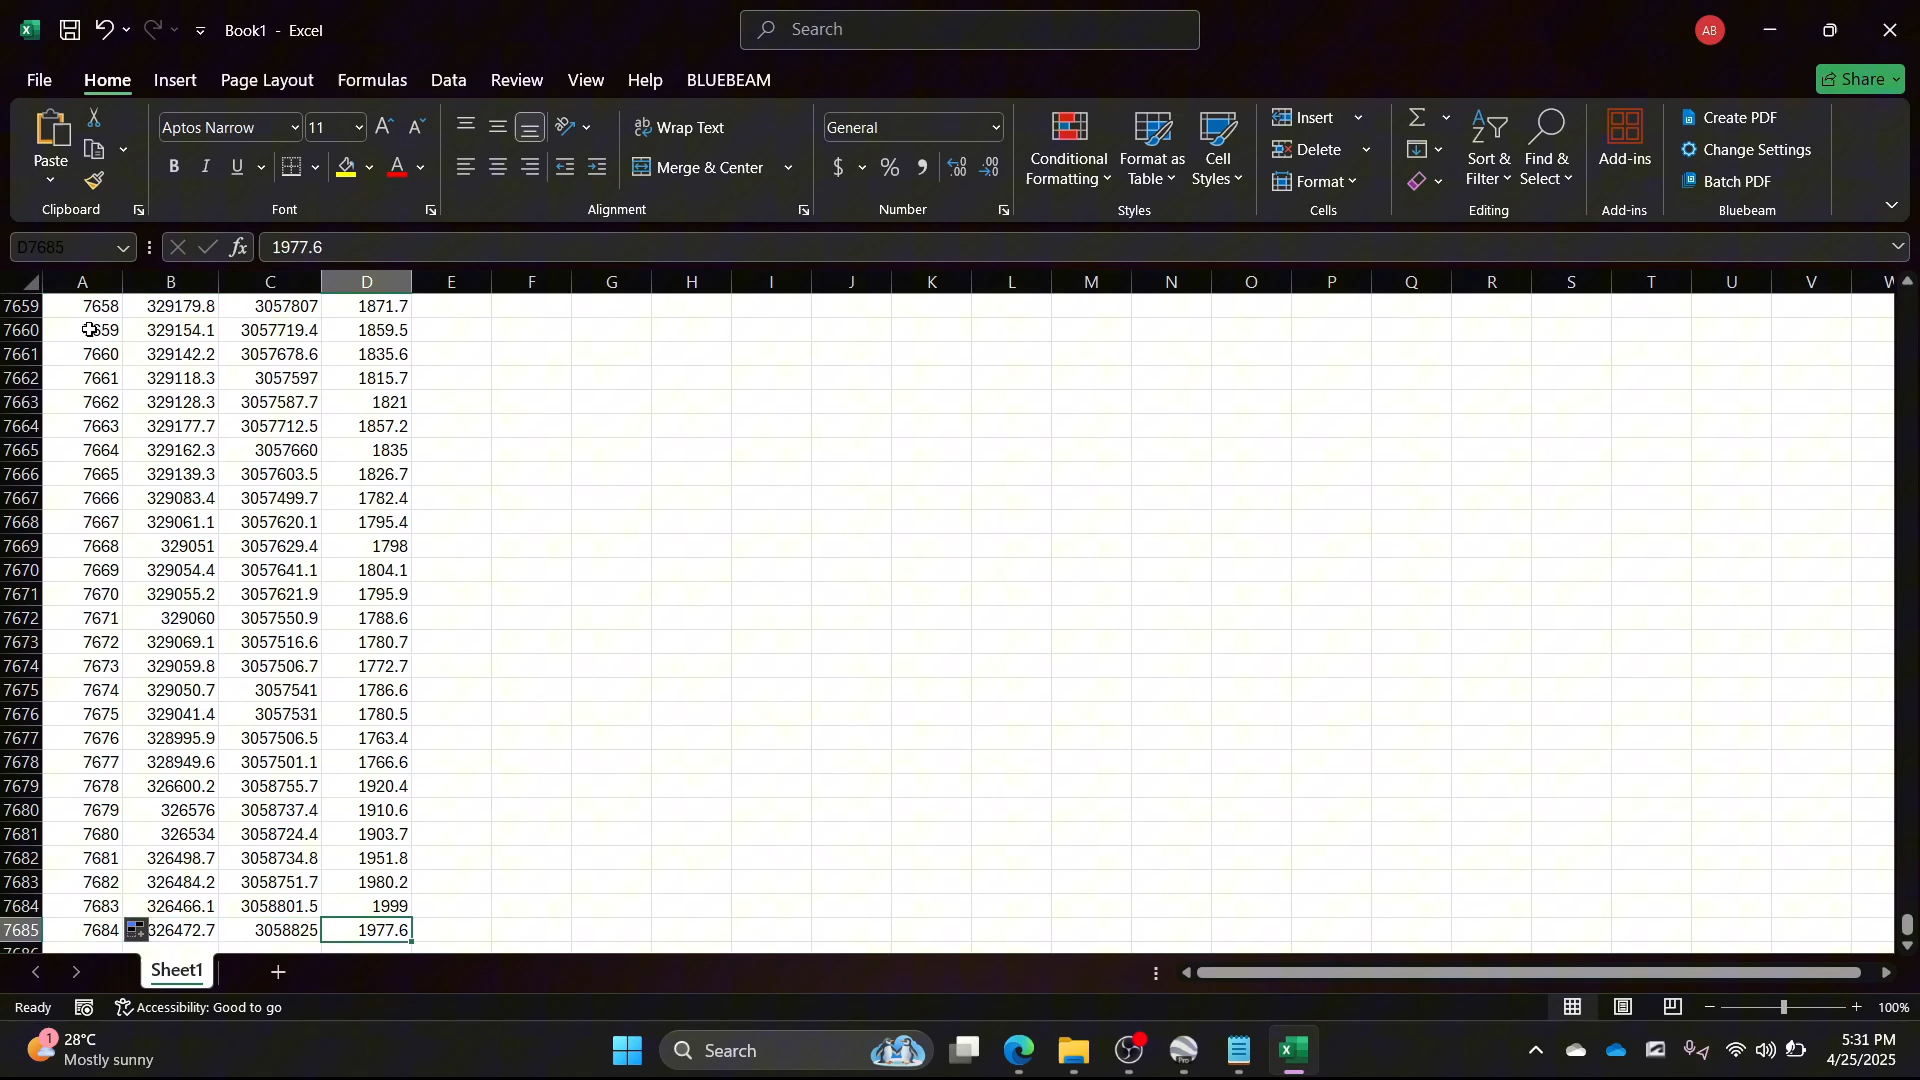 Book1 - Excel
Search
AB
File Home Insert Page Layout Formulas Data Review View Help BLUEBEAM Share
Aptos Narrow 11 Wrap Text General Insert Σ Create PDF
Paste B I U A Merge & Center $ % Conditional Formatting Format as Table Cell Styles Delete Sort & Filter Find & Select Add-ins Change Settings
Format Batch PDF
Clipboard Font Alignment Number Styles Cells Editing Add-ins Bluebeam
D7685 fx 1977.6
A B C D E F G H I J K L M N O P Q R S T U V W
7659 7658 329179.8 3057807 1871.7
7660 329154.1 3057719.4 1859.5
7661 7660 329142.2 3057678.6 1835.6
7662 7661 329118.3 3057597 1815.7
7663 7662 329128.3 3057587.7 1821
7664 7663 329177.7 3057712.5 1857.2
7665 7664 329162.3 3057660 1835
7666 7665 329139.3 3057603.5 1826.7
7667 7666 329083.4 3057499.7 1782.4
7668 7667 329061.1 3057620.1 1795.4
7669 7668 329051 3057629.4 1798
7670 7669 329054.4 3057641.1 1804.1
7671 7670 329055.2 3057621.9 1795.9
7672 7671 329060 3057550.9 1788.6
7673 7672 329069.1 3057516.6 1780.7
7674 7673 329059.8 3057506.7 1772.7
7675 7674 329050.7 3057541 1786.6
7676 7675 329041.4 3057531 1780.5
7677 7676 328995.9 3057506.5 1763.4
7678 7677 328949.6 3057501.1 1766.6
7679 7678 326600.2 3058755.7 1920.4
7680 7679 326576 3058737.4 1910.6
7681 7680 326534 3058724.4 1903.7
7682 7681 326498.7 3058734.8 1951.8
7683 7682 326484.2 3058751.7 1980.2
7684 7683 326466.1 3058801.5 1999
7685 7684 326472.7 3058825 1977.6
Sheet1
Ready Accessibility: Good to go 100%
1 28°C
Mostly sunny
Search
5:31 PM
4/25/2025